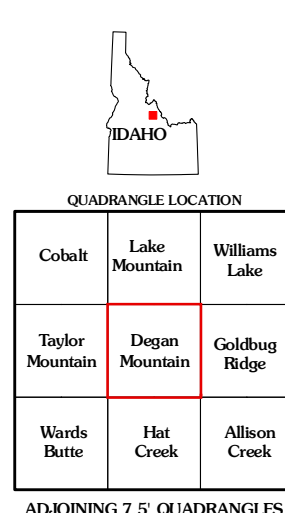 IDAHO
QUADRANGLE LOCATION
Cobalt
Lake
Mountain
Williams
Lake
Taylor
Mountain
Degan
Mountain
Goldbug
Ridge
Wards
Butte
Hat
Creek
Allison
Creek
ADJOINING 7.5' QUADRANGLES